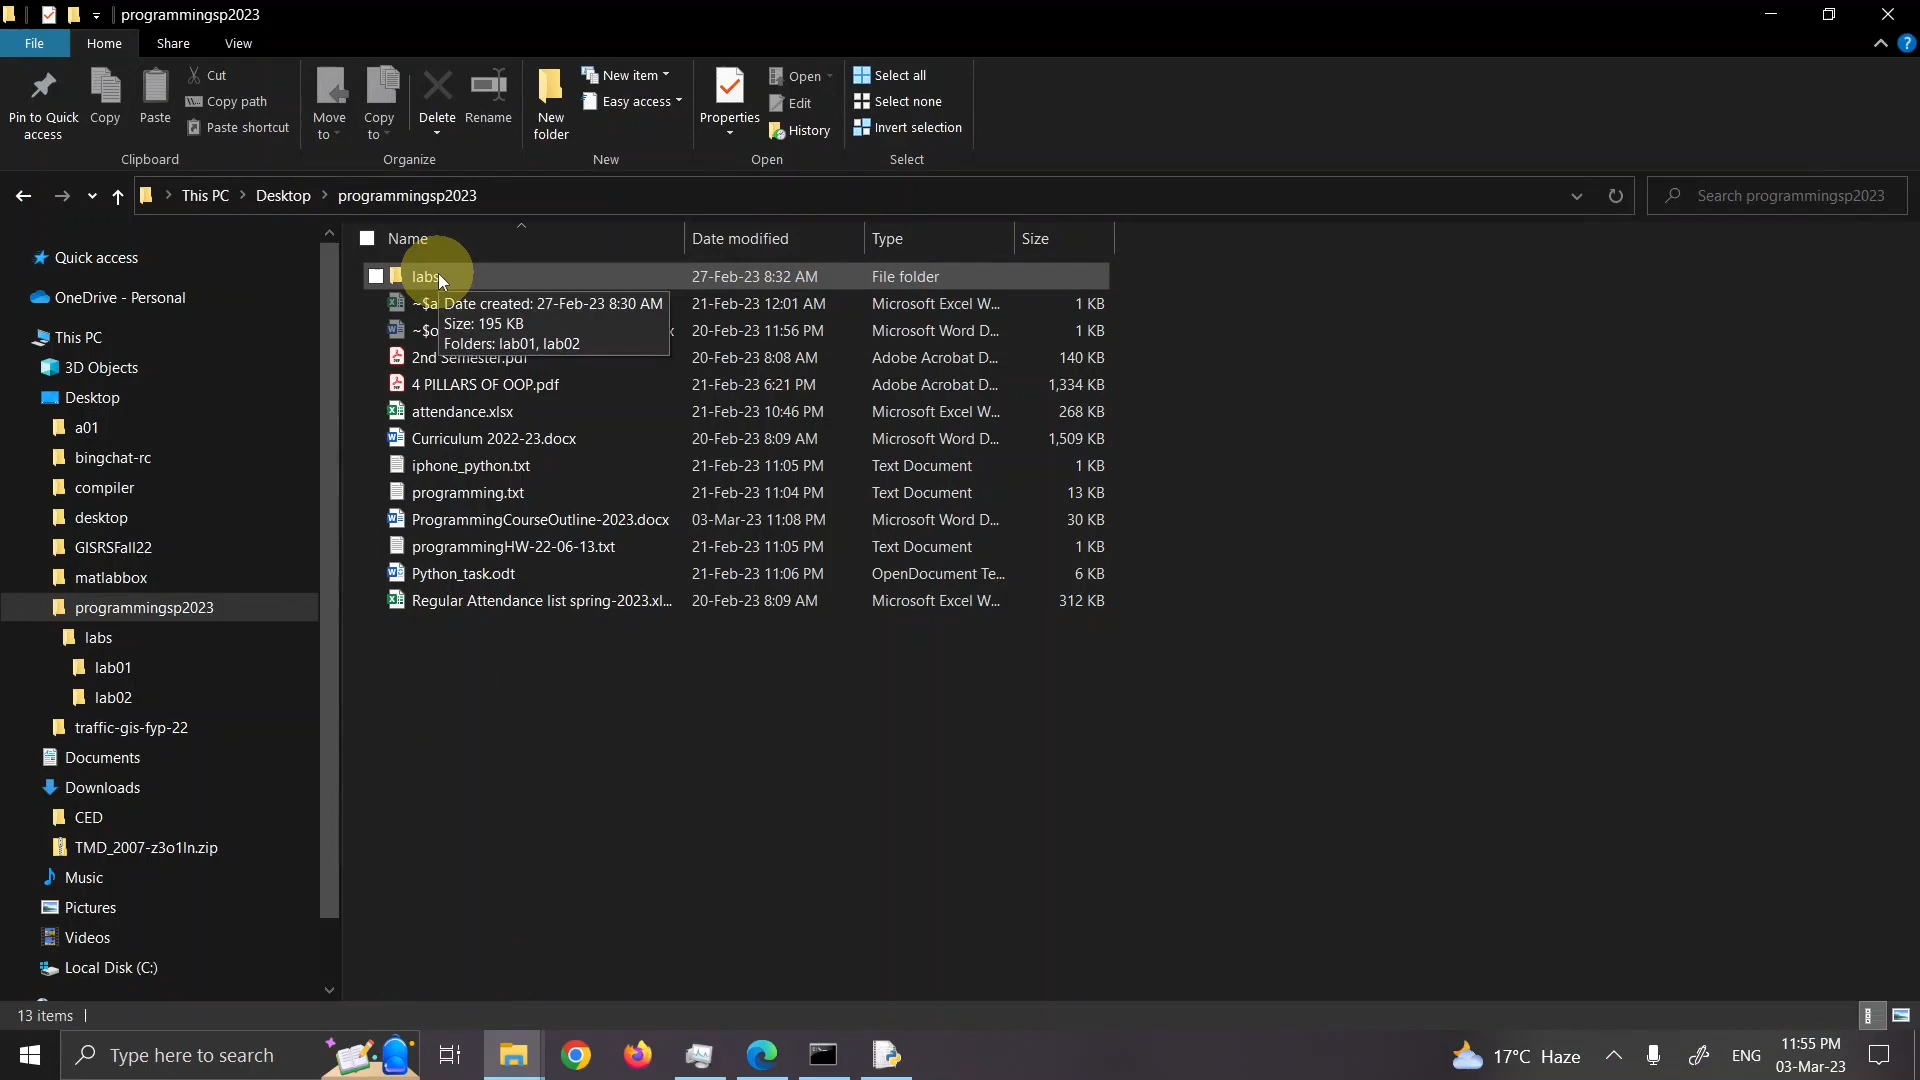 programmingsp2023
File Home Share View
Pin to Quick access
Copy
Paste
Cut
Copy path
Paste shortcut
Move to
Copy to
Delete
Rename
New folder
New item
Easy access
Properties
Open
Edit
History
Select all
Select none
Invert selection
Clipboard Organize New Open Select
This PC Desktop programmingsp2023
Search programmingsp2023
Name Date modified Type Size
labs 27-Feb-23 8:32 AM File folder
~$a 21-Feb-23 12:01 AM Microsoft Excel W... 1 KB
~$o x 20-Feb-23 11:56 PM Microsoft Word D... 1 KB
2nd Semester.pdf 20-Feb-23 8:08 AM Adobe Acrobat D... 140 KB
4 PILLARS OF OOP.pdf 21-Feb-23 6:21 PM Adobe Acrobat D... 1,334 KB
attendance.xlsx 21-Feb-23 10:46 PM Microsoft Excel W... 268 KB
Curriculum 2022-23.docx 20-Feb-23 8:09 AM Microsoft Word D... 1,509 KB
iphone_python.txt 21-Feb-23 11:05 PM Text Document 1 KB
programming.txt 21-Feb-23 11:04 PM Text Document 13 KB
ProgrammingCourseOutline-2023.docx 03-Mar-23 11:08 PM Microsoft Word D... 30 KB
programmingHW-22-06-13.txt 21-Feb-23 11:05 PM Text Document 1 KB
Python_task.odt 21-Feb-23 11:06 PM OpenDocument Te... 6 KB
Regular Attendance list spring-2023.xl... 20-Feb-23 8:09 AM Microsoft Excel W... 312 KB
Date created: 27-Feb-23 8:30 AM
Size: 195 KB
Folders: lab01, lab02
Quick access
OneDrive - Personal
This PC
3D Objects
Desktop
a01
bingchat-rc
compiler
desktop
GISRSFall22
matlabbox
programmingsp2023
labs
lab01
lab02
traffic-gis-fyp-22
Documents
Downloads
CED
TMD_2007-z3o1ln.zip
Music
Pictures
Videos
Local Disk (C:)
13 items
Type here to search
17°C Haze
ENG
11:55 PM
03-Mar-23